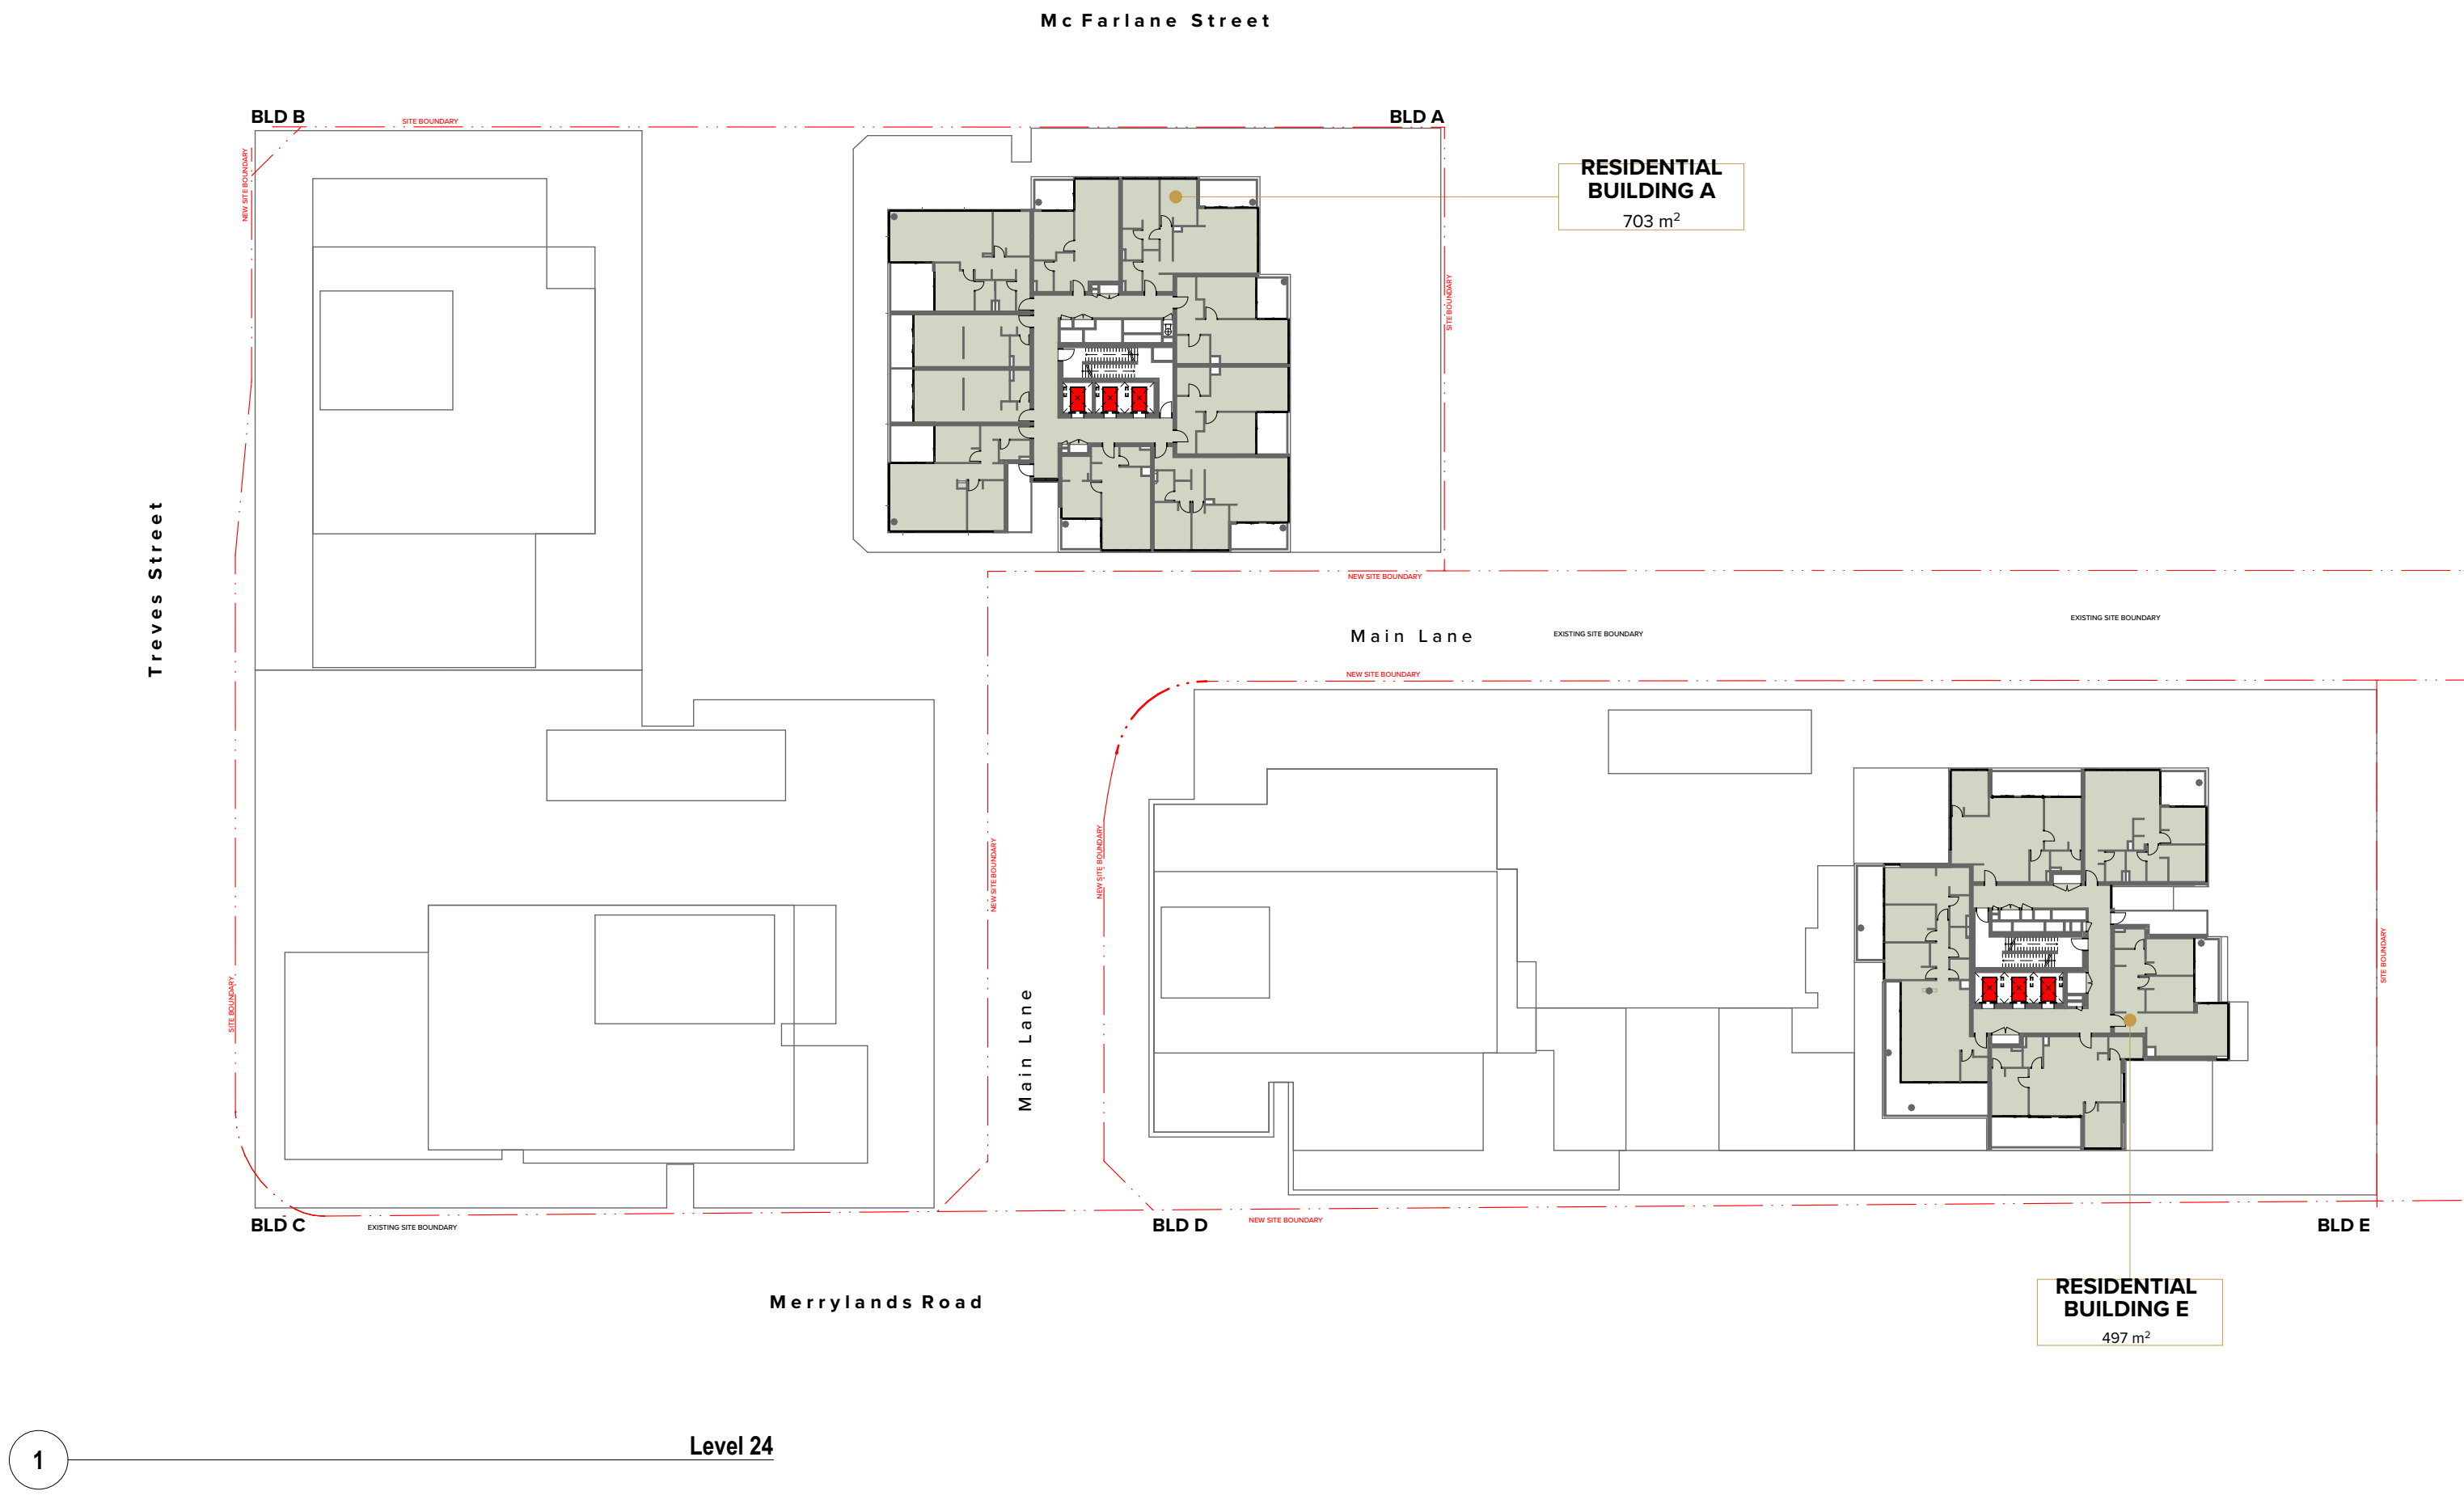 Mc Farlane Street
BLD B
SITE BOUNDARY
BLD A
NEW SITE BOUNDARY
RESIDENTIAL
BUILDING A
703 m²
SITE BOUNDARY
Treves Street
NEW SITE BOUNDARY
EXISTING SITE BOUNDARY
Main Lane
EXISTING SITE BOUNDARY
NEW SITE BOUNDARY
NEW SITE BOUNDARY
NEW SITE BOUNDARY
SITE BOUNDARY
SITE BOUNDARY
Main Lane
BLD C
EXISTING SITE BOUNDARY
BLD D
NEW SITE BOUNDARY
BLD E
Merrylands Road
RESIDENTIAL
BUILDING E
497 m²
Level 24
1